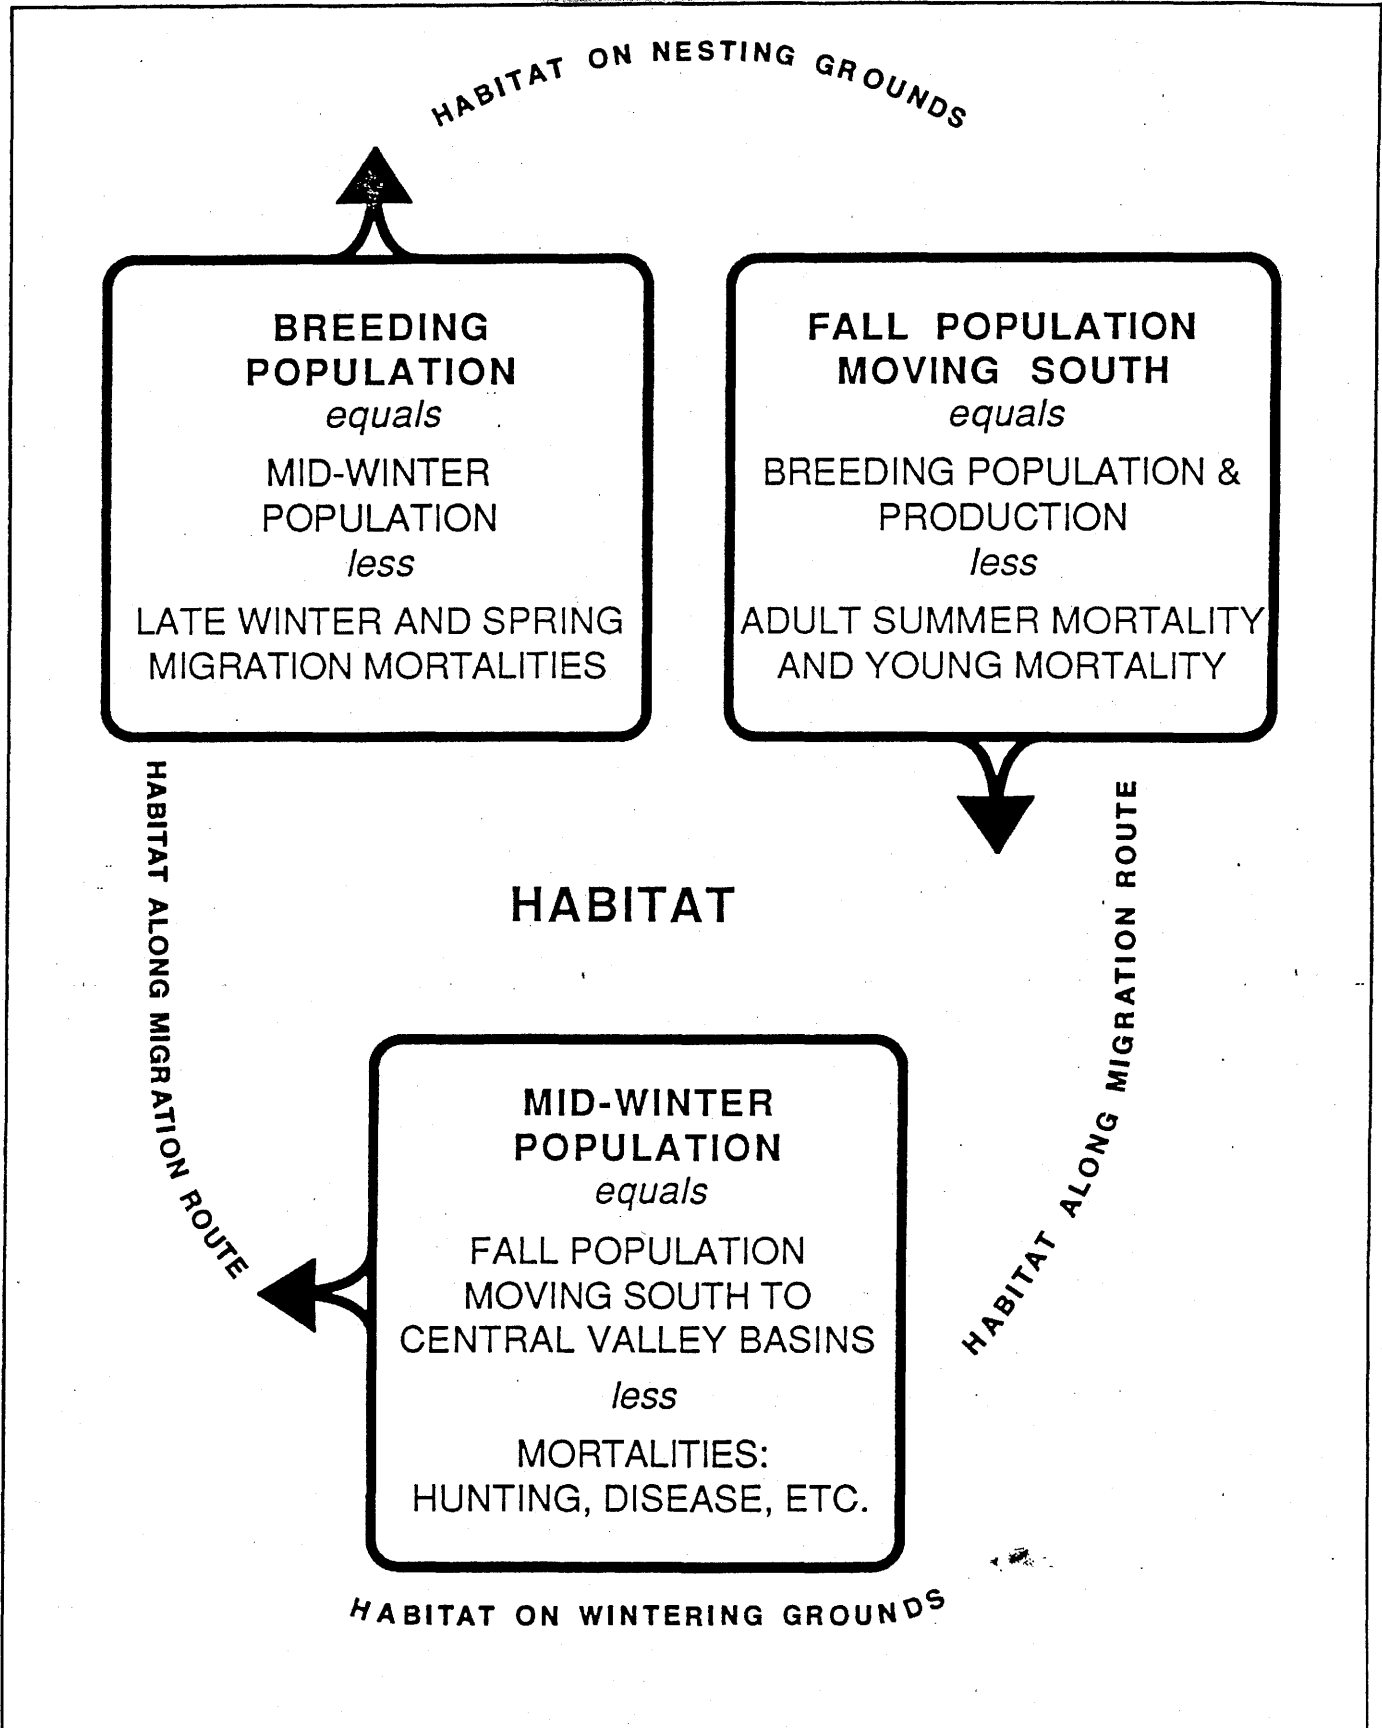 HABITAT ON NESTING GROUNDS
BREEDING
POPULATION
equals
MID-WINTER
POPULATION
less
LATE WINTER AND SPRING
MIGRATION MORTALITIES
FALL POPULATION
MOVING SOUTH
equals
BREEDING POPULATION &
PRODUCTION
less
ADULT SUMMER MORTALITY
AND YOUNG MORTALITY
HABITAT ALONG MIGRATION ROUTE
HABITAT
HABITAT ALONG MIGRATION ROUTE
MID-WINTER
POPULATION
equals
FALL POPULATION
MOVING SOUTH TO
CENTRAL VALLEY BASINS
less
MORTALITIES:
HUNTING, DISEASE, ETC.
HABITAT ON WINTERING GROUNDS